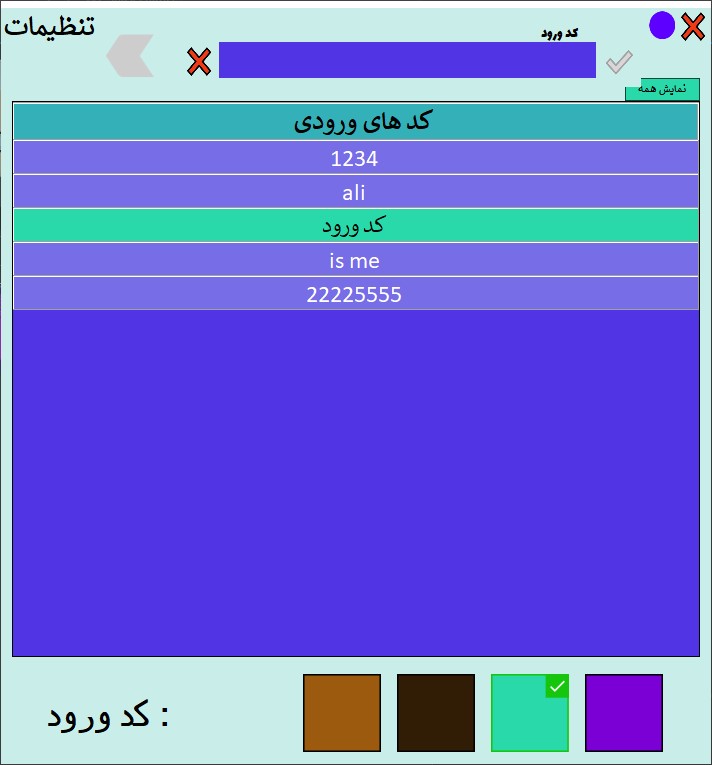 تنظیمات
کد ورود
نمایش همه
کد های ورودی
1234
ali
کد ورود
is me
22225555
کد ورود :